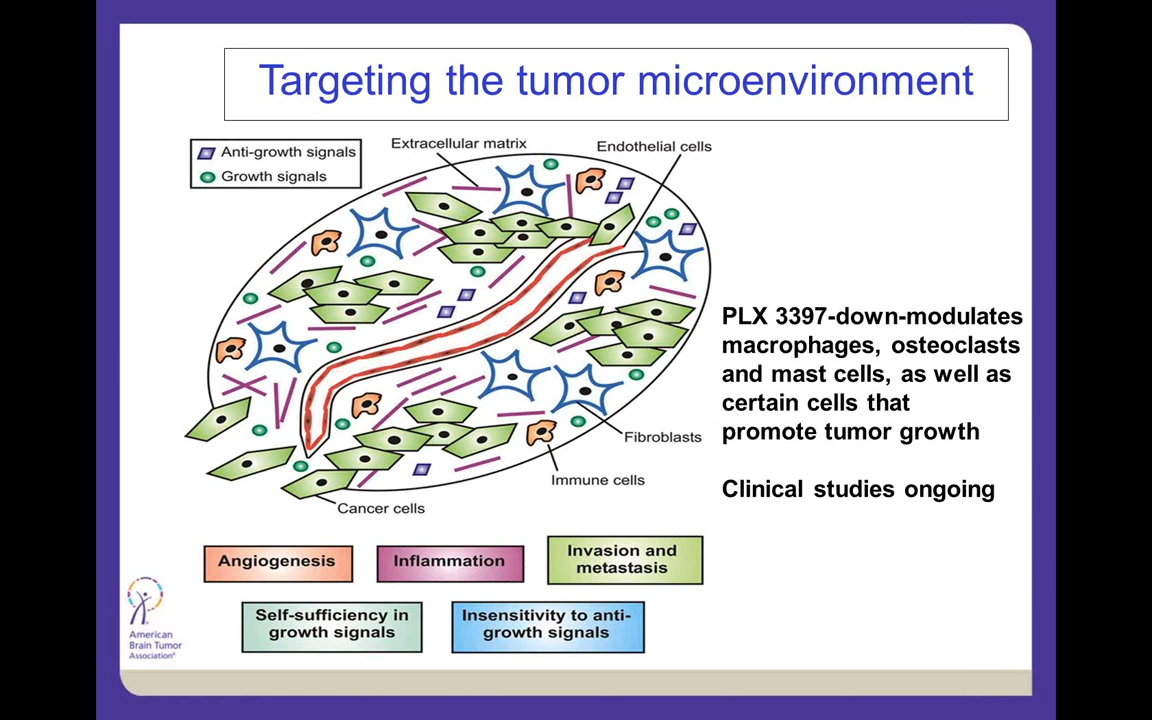 Targeting the tumor microenvironment
Anti-growth signals
Growth signals
Extracellular matrix
Endothelial cells
PLX 3397-down-modulates
macrophages, osteoclasts
and mast cells, as well as
certain cells that
promote tumor growth
Clinical studies ongoing
Fibroblasts
Immune cells
Cancer cells
Angiogenesis
Inflammation
Invasion and
metastasis
Self-sufficiency in
growth signals
Insensitivity to anti-
growth signals
American
Brain Tumor
Association®